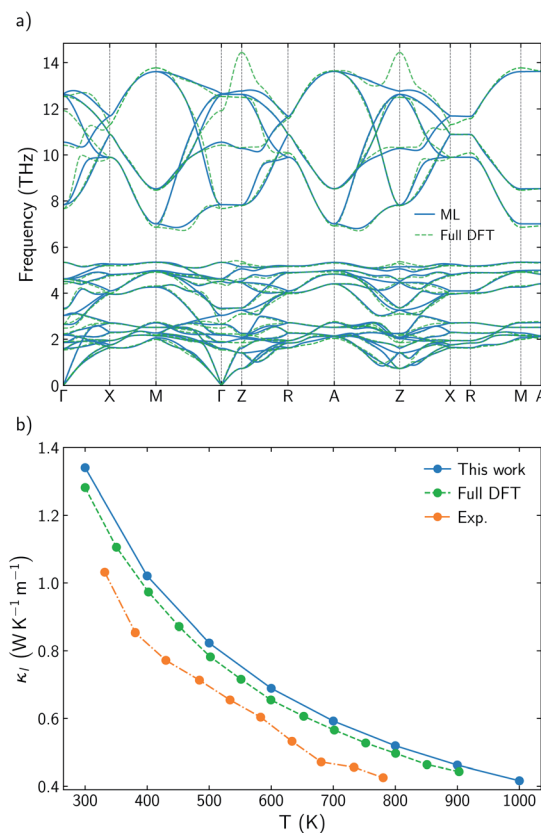 a)
14
12
10
8
6
4
2
0
Frequency (THz)
ML
Full DFT
Γ X M Γ Z R A Z X R M A
b)
1.4
1.2
1.0
0.8
0.6
0.4
κl (W K−1 m−1)
This work
Full DFT
Exp.
300 400 500 600 700 800 900 1000
T (K)